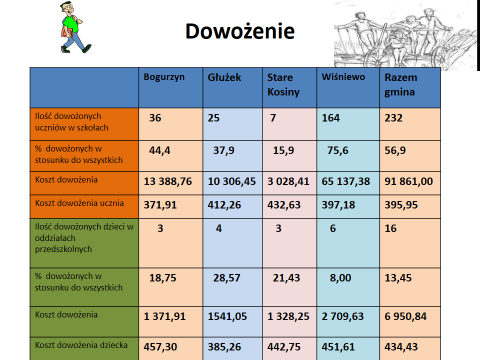 Dowożenie
Bogurzyn Głużek Stare Kosiny Wiśniewo Razem gmina
Ilość dowożonych uczniów w szkołach 36 25 7 164 232
% dowożonych w stosunku do wszystkich 44,4 37,9 15,9 75,6 56,9
Koszt dowożenia 13 388,76 10 306,45 3 028,41 65 137,38 91 861,00
Koszt dowożenia ucznia 371,91 412,26 432,63 397,18 395,95
Ilość dowożonych dzieci w oddziałach przedszkolnych 3 4 3 6 16
% dowożonych w stosunku do wszystkich 18,75 28,57 21,43 8,00 13,45
Koszt dowożenia 1 371,91 1541,05 1 328,25 2 709,63 6 950,84
Koszt dowożenia dziecka 457,30 385,26 442,75 451,61 434,43